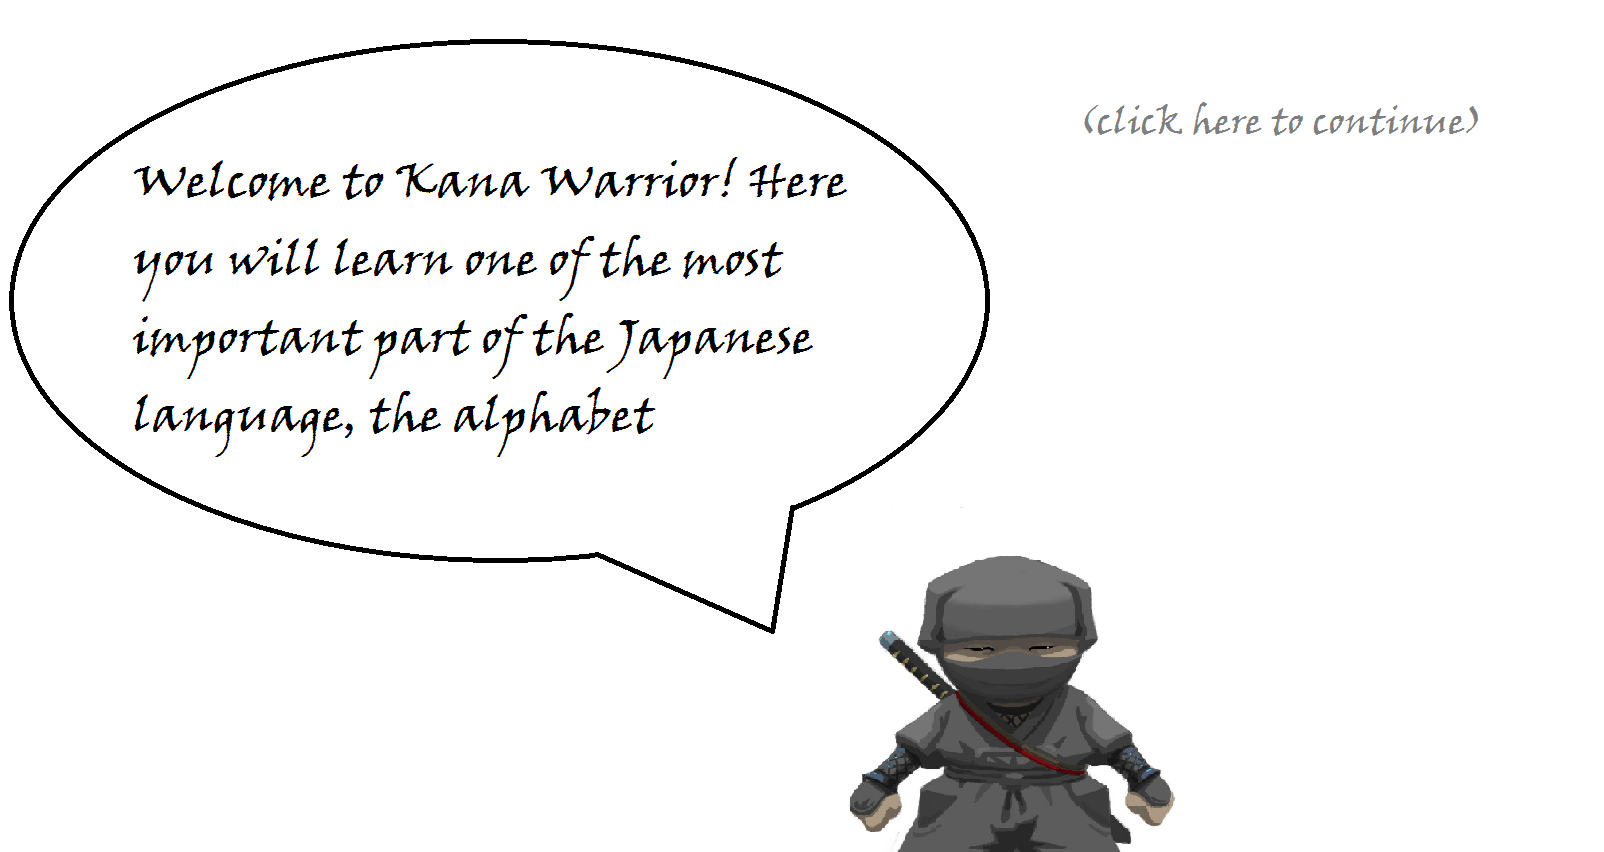 Welcome to Kana Warrior! Here
you will learn one of the most
important part of the Japanese
language, the alphabet
(click here to continue)